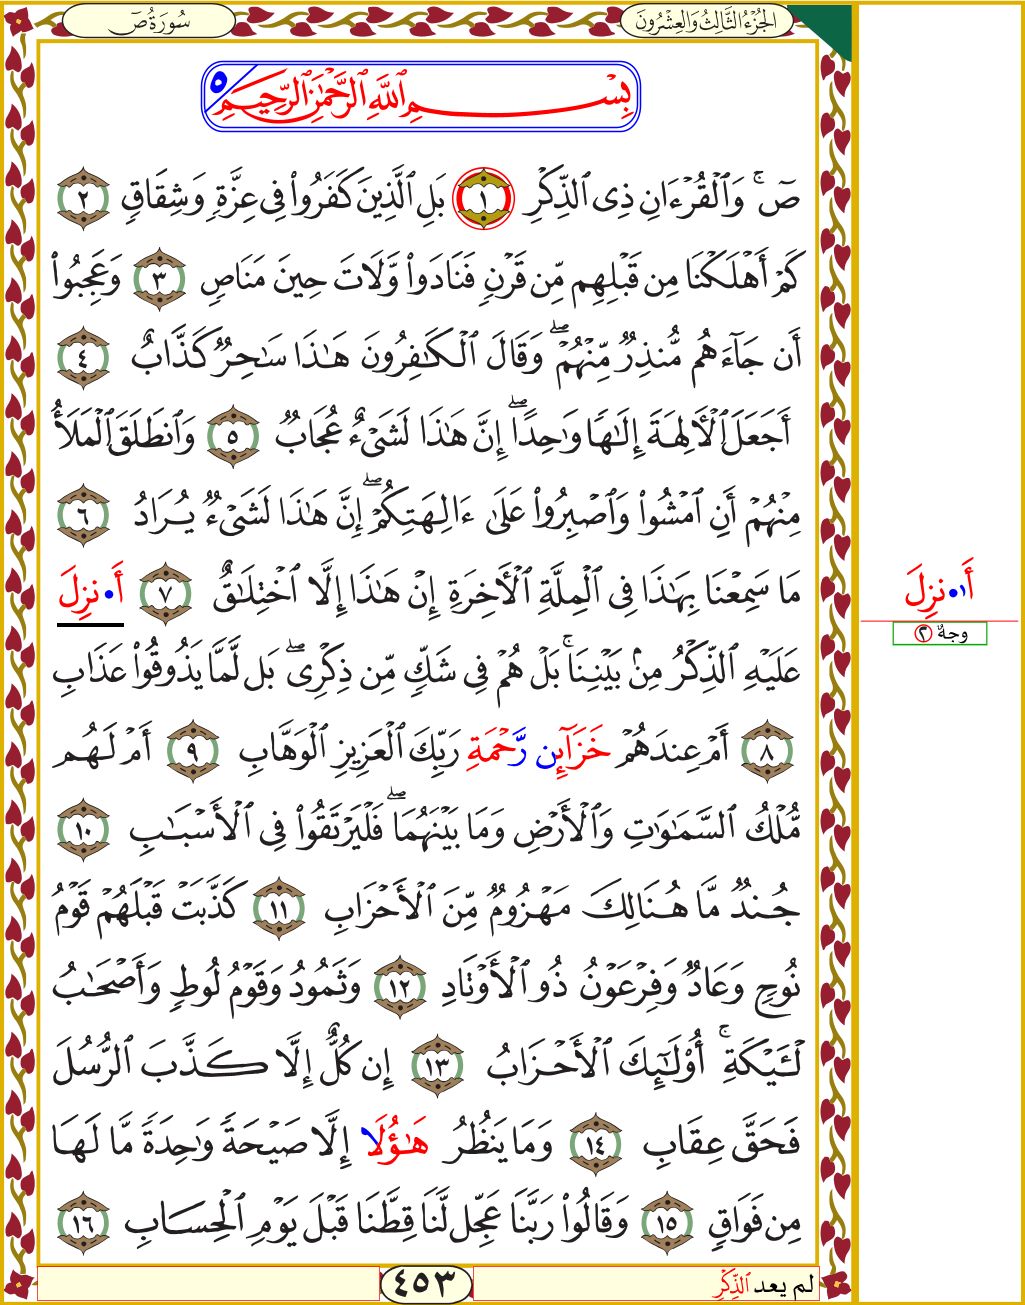 الجُزْءُ الثَّالِثُ وَالعِشْرُونَ
سُورَةُ صٓ
بِسْمِ ٱللَّهِ ٱلرَّحْمَٰنِ ٱلرَّحِيمِ ٥
صٓۚ وَٱلْقُرْءَانِ ذِى ٱلذِّكْرِ ١ بَلِ ٱلَّذِينَ كَفَرُوا۟ فِى عِزَّةٍ وَشِقَاقٍ ٢
كَمْ أَهْلَكْنَا مِن قَبْلِهِم مِّن قَرْنٍ فَنَادَوا۟ وَّلَاتَ حِينَ مَنَاصٍ ٣ وَعَجِبُوٓا۟
أَن جَآءَهُم مُّنذِرٌ مِّنْهُمْۖ وَقَالَ ٱلْكَٰفِرُونَ هَٰذَا سَٰحِرٌ كَذَّابٌ ٤
أَجَعَلَ ٱلْأَلِهَةَ إِلَٰهًا وَٰحِدًاۖ إِنَّ هَٰذَا لَشَىْءٌ عُجَابٌ ٥ وَٱنطَلَقَ ٱلْمَلَأُ
مِنْهُمْ أَنِ ٱمْشُوا۟ وَٱصْبِرُوا۟ عَلَىٰ ءَالِهَتِكُمْۖ إِنَّ هَٰذَا لَشَىْءٌ يُرَادُ ٦
مَا سَمِعْنَا بِهَٰذَا فِى ٱلْمِلَّةِ ٱلْأَخِرَةِ إِنْ هَٰذَا إِلَّا ٱخْتِلَٰقٌ ٧ أَ•نزِلَ
عَلَيْهِ ٱلذِّكْرُ مِنۢ بَيْنِنَاۚ بَلْ هُمْ فِى شَكٍّ مِّن ذِكْرِىۖ بَل لَّمَّا يَذُوقُوا۟ عَذَابِ
٨ أَمْ عِندَهُمْ خَزَآئِن رَّحْمَةِ رَبِّكَ ٱلْعَزِيزِ ٱلْوَهَّابِ ٩ أَمْ لَهُم
مُّلْكُ ٱلسَّمَٰوَٰتِ وَٱلْأَرْضِ وَمَا بَيْنَهُمَاۖ فَلْيَرْتَقُوا۟ فِى ٱلْأَسْبَٰبِ ١٠
جُندٌ مَّا هُنَالِكَ مَهْزُومٌ مِّنَ ٱلْأَحْزَابِ ١١ كَذَّبَتْ قَبْلَهُمْ قَوْمُ
نُوحٍ وَعَادٌ وَفِرْعَوْنُ ذُو ٱلْأَوْتَادِ ١٢ وَثَمُودُ وَقَوْمُ لُوطٍ وَأَصْحَٰبُ
لْـَٔيْكَةِۚ أُو۟لَٰٓئِكَ ٱلْأَحْزَابُ ١٣ إِن كُلٌّ إِلَّا كَذَّبَ ٱلرُّسُلَ
فَحَقَّ عِقَابِ ١٤ وَمَا يَنظُرُ هَٰٓؤُلَا إِلَّا صَيْحَةً وَٰحِدَةً مَّا لَهَا
مِن فَوَاقٍ ١٥ وَقَالُوا۟ رَبَّنَا عَجِّل لَّنَا قِطَّنَا قَبْلَ يَوْمِ ٱلْحِسَابِ ١٦
أَ•١نزِلَ
وجهٌ ٢
لم يعد ٱلذِّكْرِ
٤٥٣